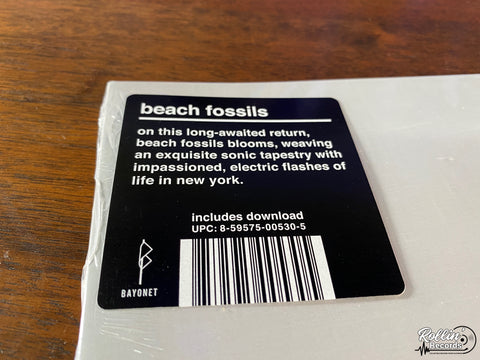 beach fossils
on this long-awaited return,
beach fossils blooms, weaving
an exquisite sonic tapestry with
impassioned, electric flashes of
life in new york.
includes download
UPC: 8-59575-00530-5
BAYONET
Rollin'
Records